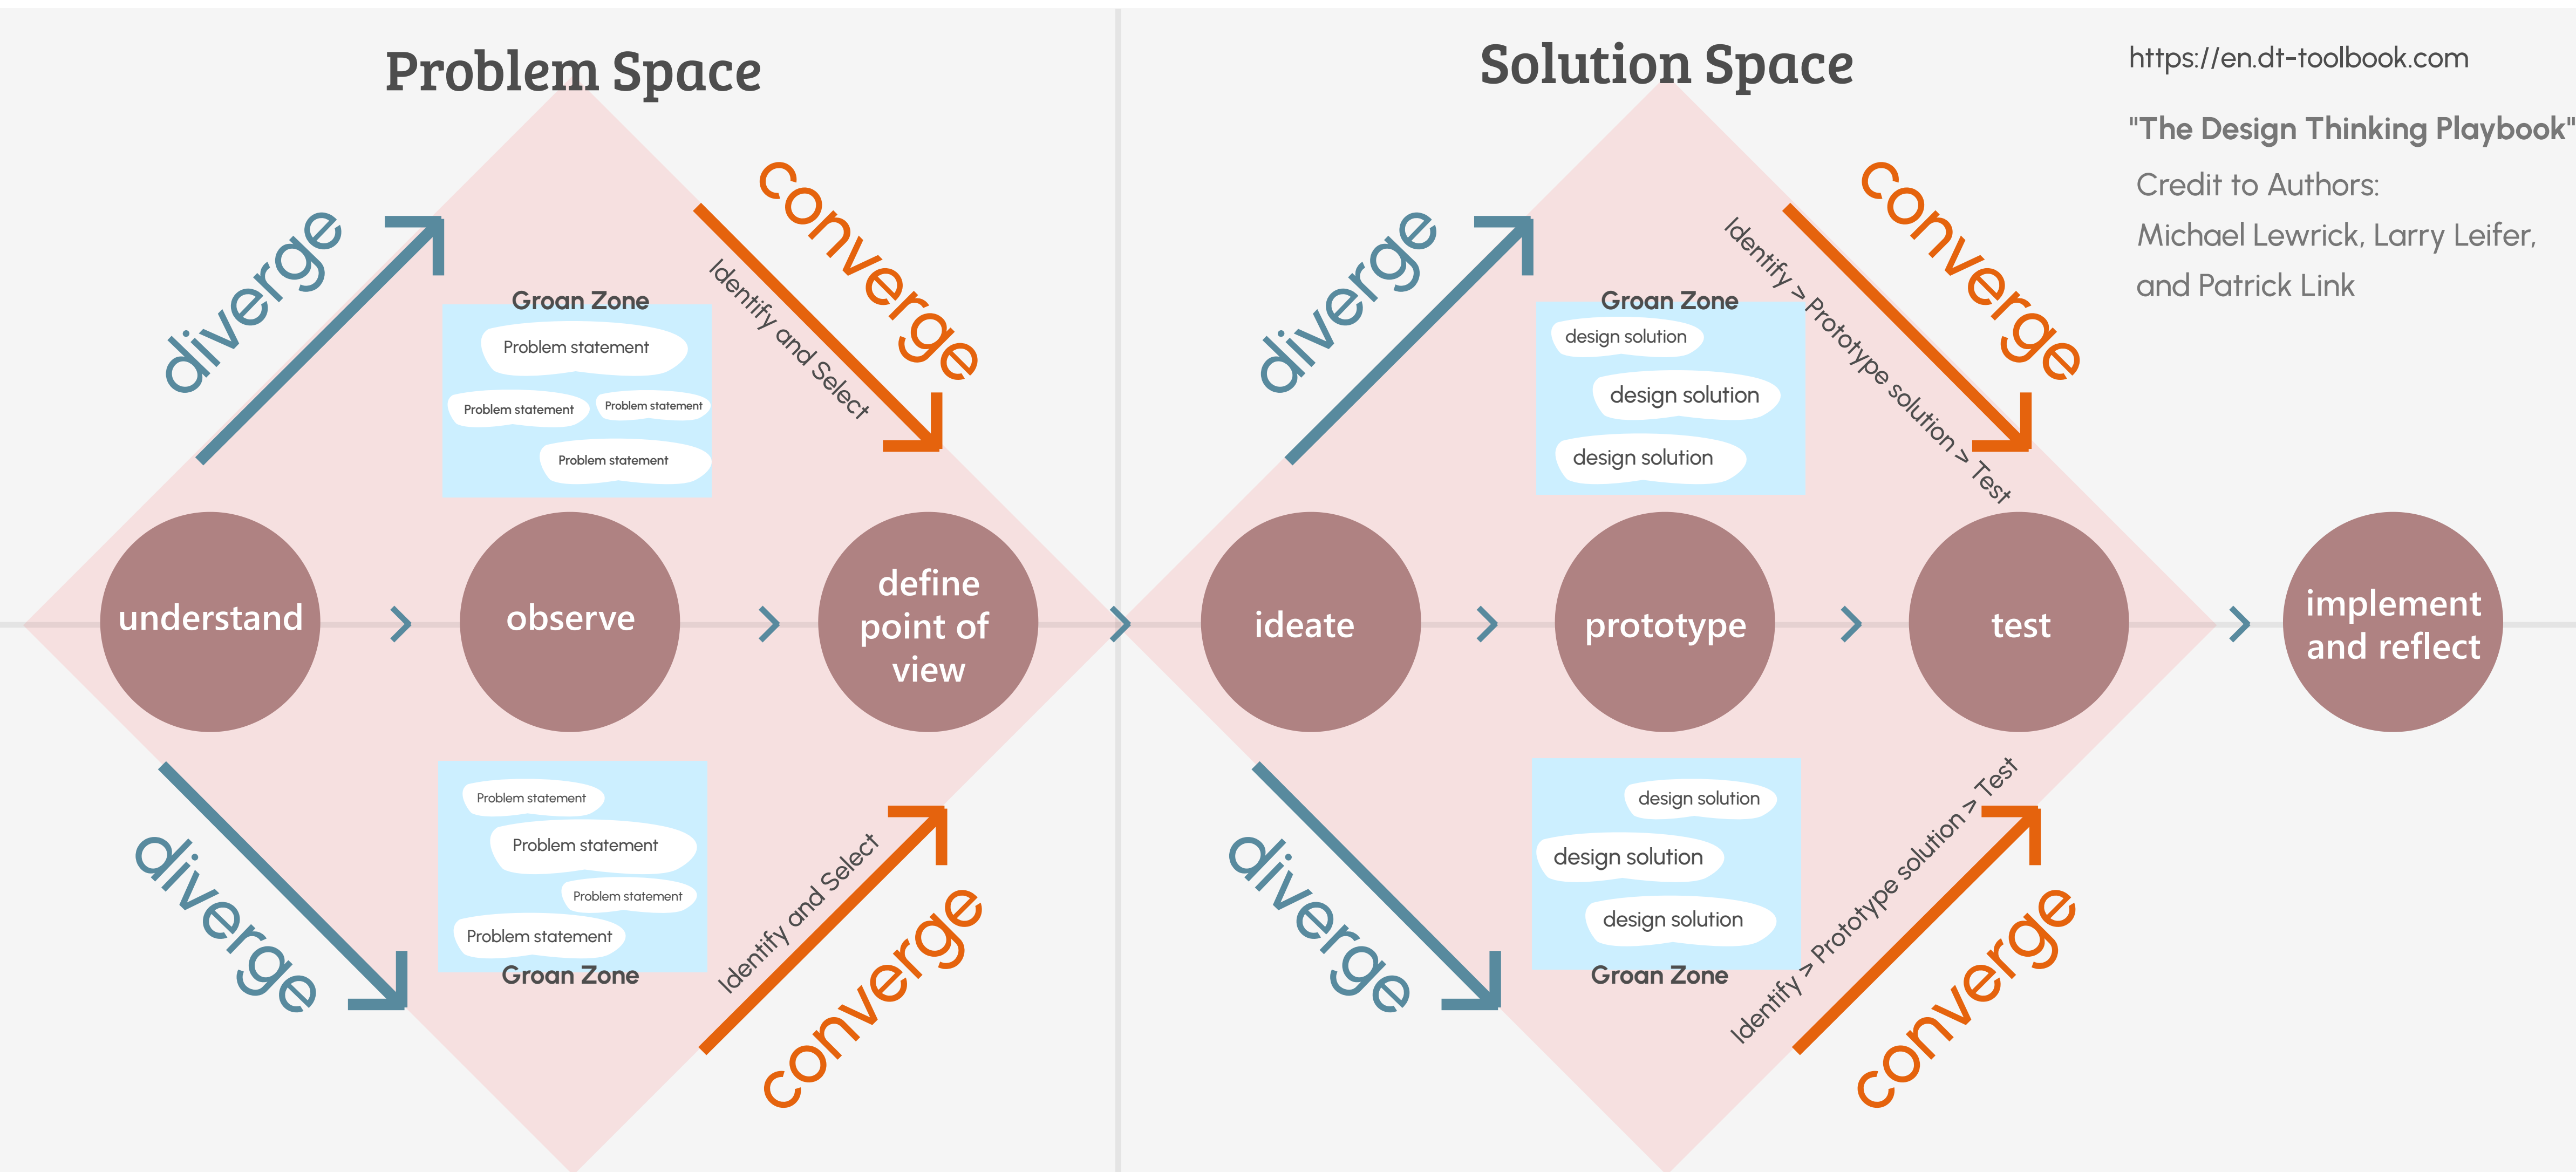 Problem Space
diverge
converge
Identify and Select
Groan Zone
Problem statement
Problem statement
Problem statement
Problem statement
understand
observe
define
point of
view
Problem statement
Problem statement
Problem statement
Problem statement
Groan Zone
diverge
Identify and Select
converge
Solution Space
diverge
converge
Identify > Prototype solution > Test
Groan Zone
design solution
design solution
design solution
ideate
prototype
test
design solution
design solution
design solution
Groan Zone
diverge
Identify > Prototype solution > Test
converge
https://en.dt-toolbook.com
"The Design Thinking Playbook"
Credit to Authors:
Michael Lewrick, Larry Leifer,
and Patrick Link
implement
and reflect